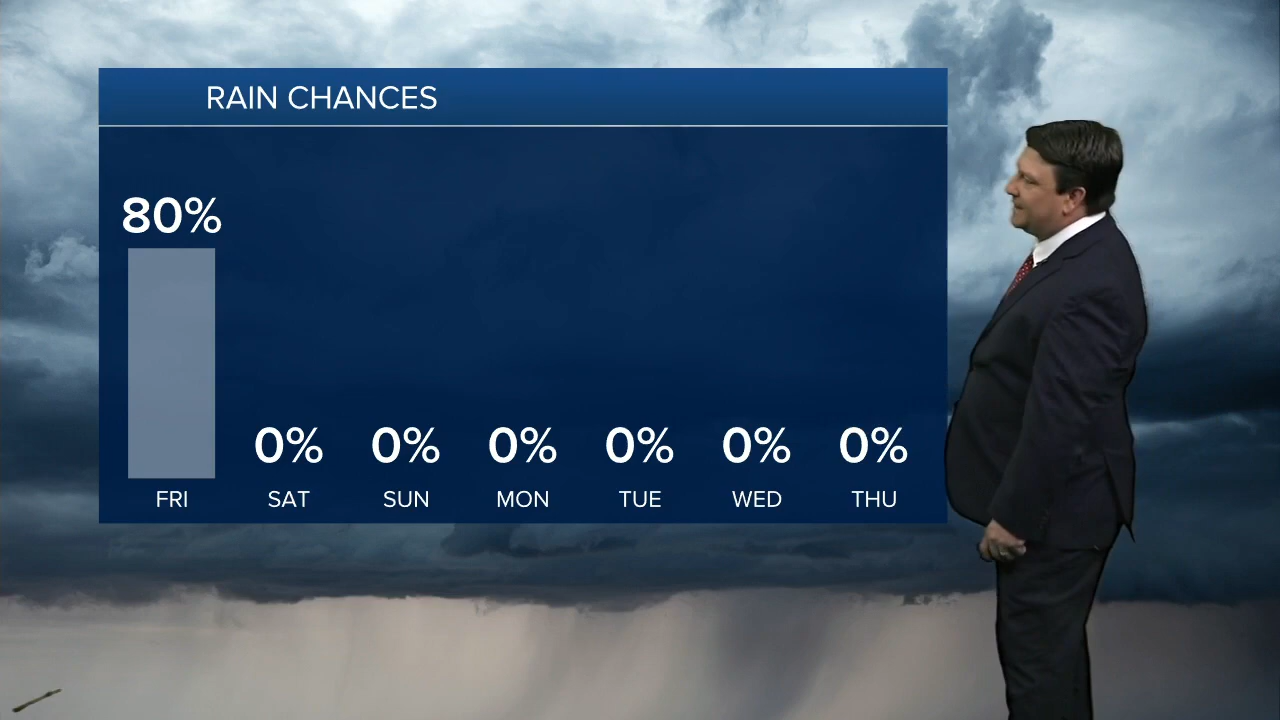 RAIN CHANCES
80%
0% 0% 0% 0% 0% 0%
FRI SAT SUN MON TUE WED THU